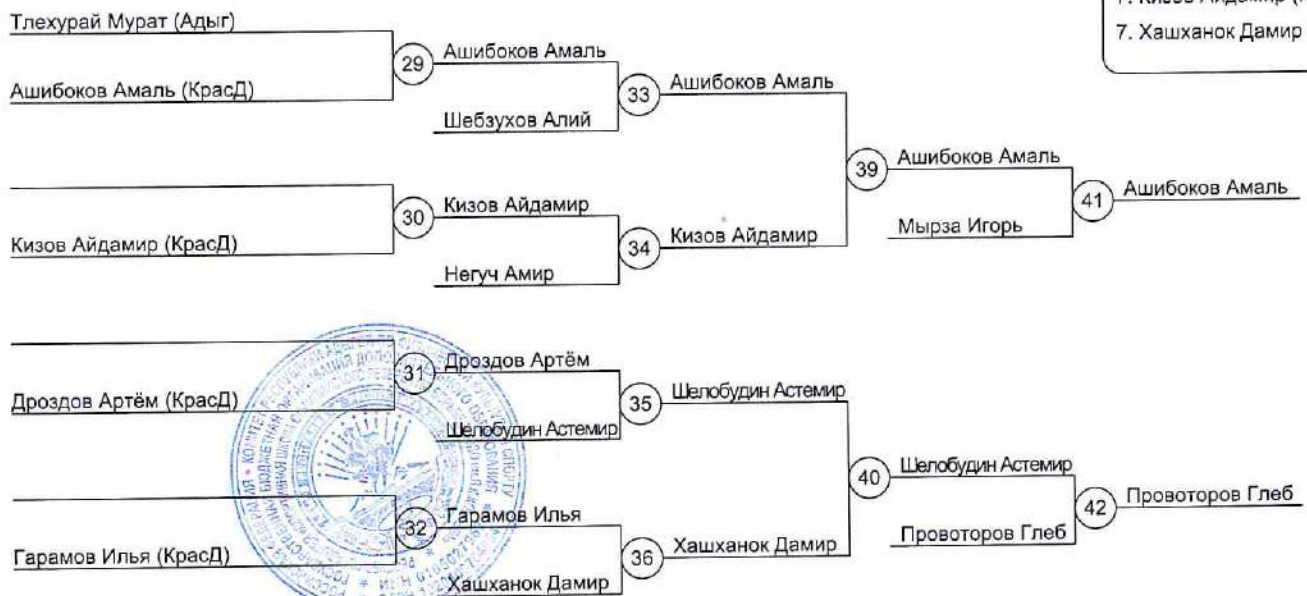 7. Хашханок Дамир
Тлехурай Мурат (Адыг)
29
Ашибоков Амаль
Ашибоков Амаль (КрасД)
33
Ашибоков Амаль
Шебзухов Алий
39
Ашибоков Амаль
41
Ашибоков Амаль
30
Кизов Айдамир
Мырза Игорь
Кизов Айдамир (КрасД)
34
Кизов Айдамир
Негуч Амир
31
Дроздов Артём
Дроздов Артём (КрасД)
35
Шелобудин Астемир
Шелобудин Астемир
40
Шелобудин Астемир
42
Провоторов Глеб
32
Гарамов Илья
Провоторов Глеб
Гарамов Илья (КрасД)
36
Хашханок Дамир
Хашханок Дамир